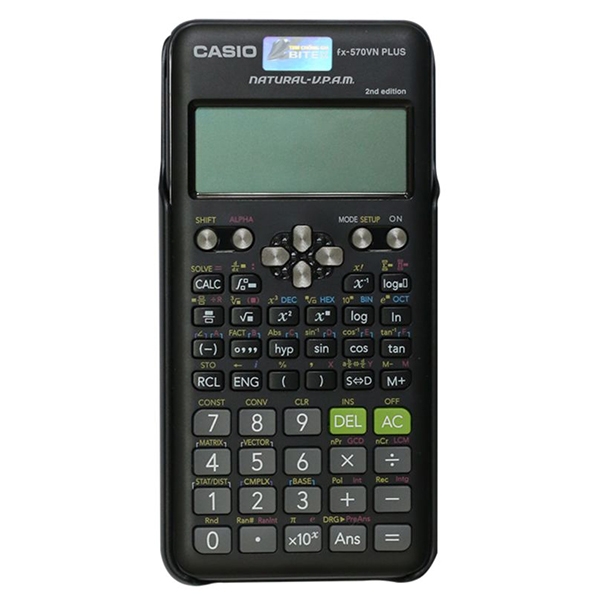 CASIO
BITEX
fx-570VN PLUS
NATURAL-V.P.A.M.
2nd edition
SHIFT ALPHA MODE SETUP ON
SOLVE = x!
CALC x⁻¹ log
x³ DEC HEX BIN OCT
x² log ln
FACT B Abs C sin⁻¹ D cos⁻¹ E tan⁻¹ F
(−) hyp sin cos tan
STO M− M
RCL ENG ( ) S⇔D M+
CONST CONV CLR INS OFF
7 8 9 DEL AC
MATRIX VECTOR nPr GCD nCr LCM
4 5 6 × ÷
STAT/DIST CMPLX BASE Pol Int Rec Intg
1 2 3 + −
Rnd Ran# RanInt π e DRG▶ PreAns
0 . ×10ˣ Ans =